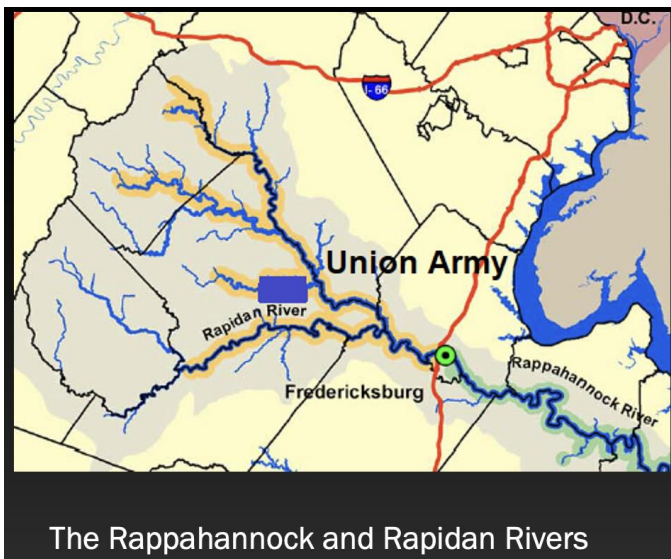 D.C.
I-66
Union Army
Rapidan River
Rappahannock River
Fredericksburg
The Rappahannock and Rapidan Rivers